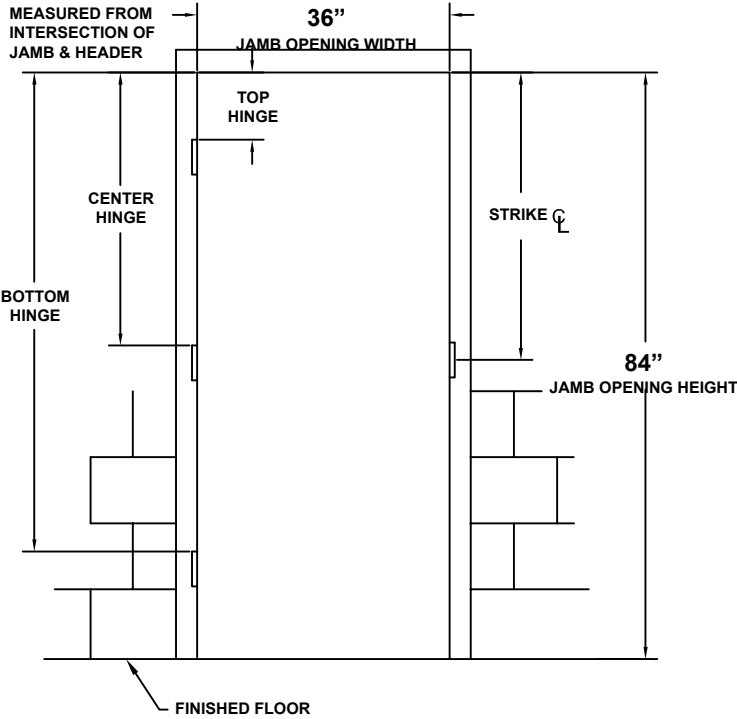 MEASURED FROM
INTERSECTION OF
JAMB & HEADER
36”
JAMB OPENING WIDTH
TOP
HINGE
CENTER
HINGE
STRIKE ℄
BOTTOM
HINGE
84”
JAMB OPENING HEIGHT
FINISHED FLOOR